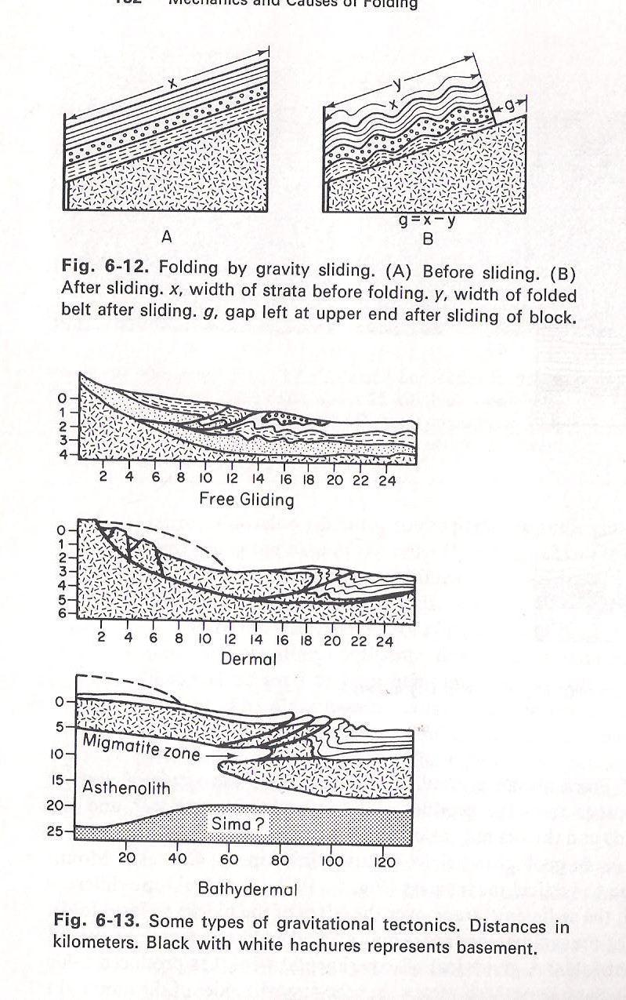 Mechanics and Causes of Folding
x
y
x
g
g=x−y
A
B
Fig. 6-12. Folding by gravity sliding. (A) Before sliding. (B)
After sliding. x, width of strata before folding. y, width of folded
belt after sliding. g, gap left at upper end after sliding of block.
0
1
2
3
4
2 4 6 8 10 12 14 16 18 20 22 24
Free Gliding
0
1
2
3
4
5
6
2 4 6 8 10 12 14 16 18 20 22 24
Dermal
0
5
Migmatite zone
10
15
Asthenolith
20
Sima ?
25
20 40 60 80 100 120
Bathydermal
Fig. 6-13. Some types of gravitational tectonics. Distances in
kilometers. Black with white hachures represents basement.